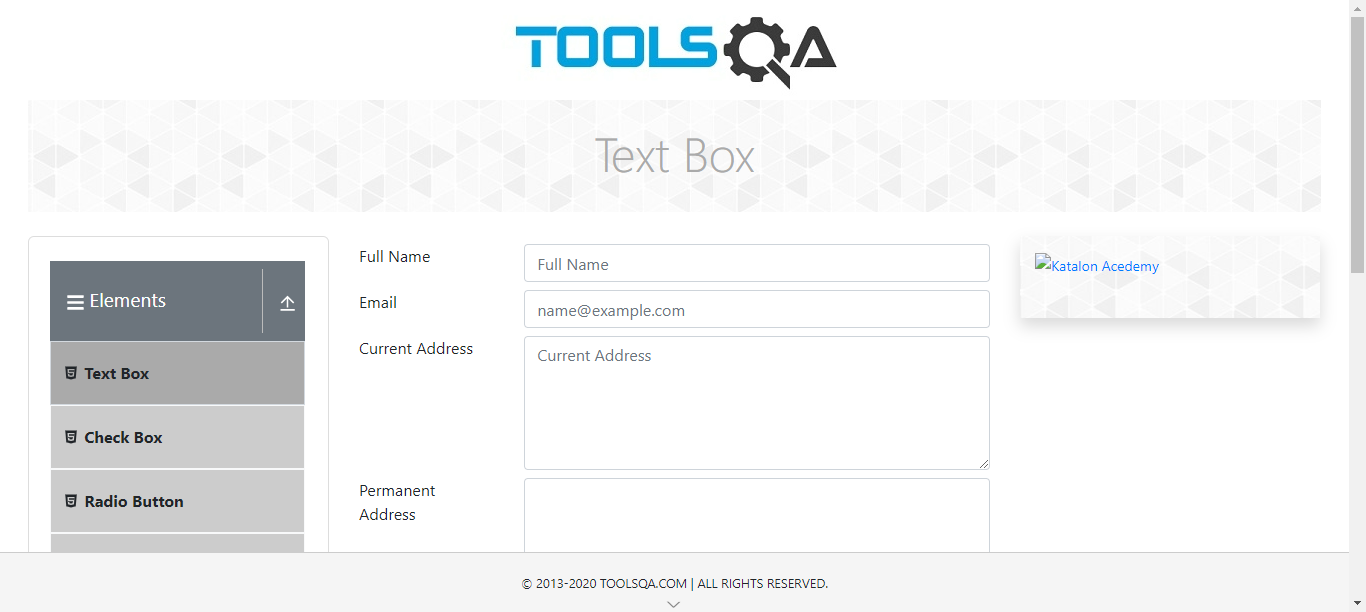 TOOLSQA
Text Box
Elements
Text Box
Check Box
Radio Button
Full Name
Full Name
Email
name@example.com
Current Address
Current Address
Permanent
Address
Katalon Acedemy
© 2013-2020 TOOLSQA.COM | ALL RIGHTS RESERVED.